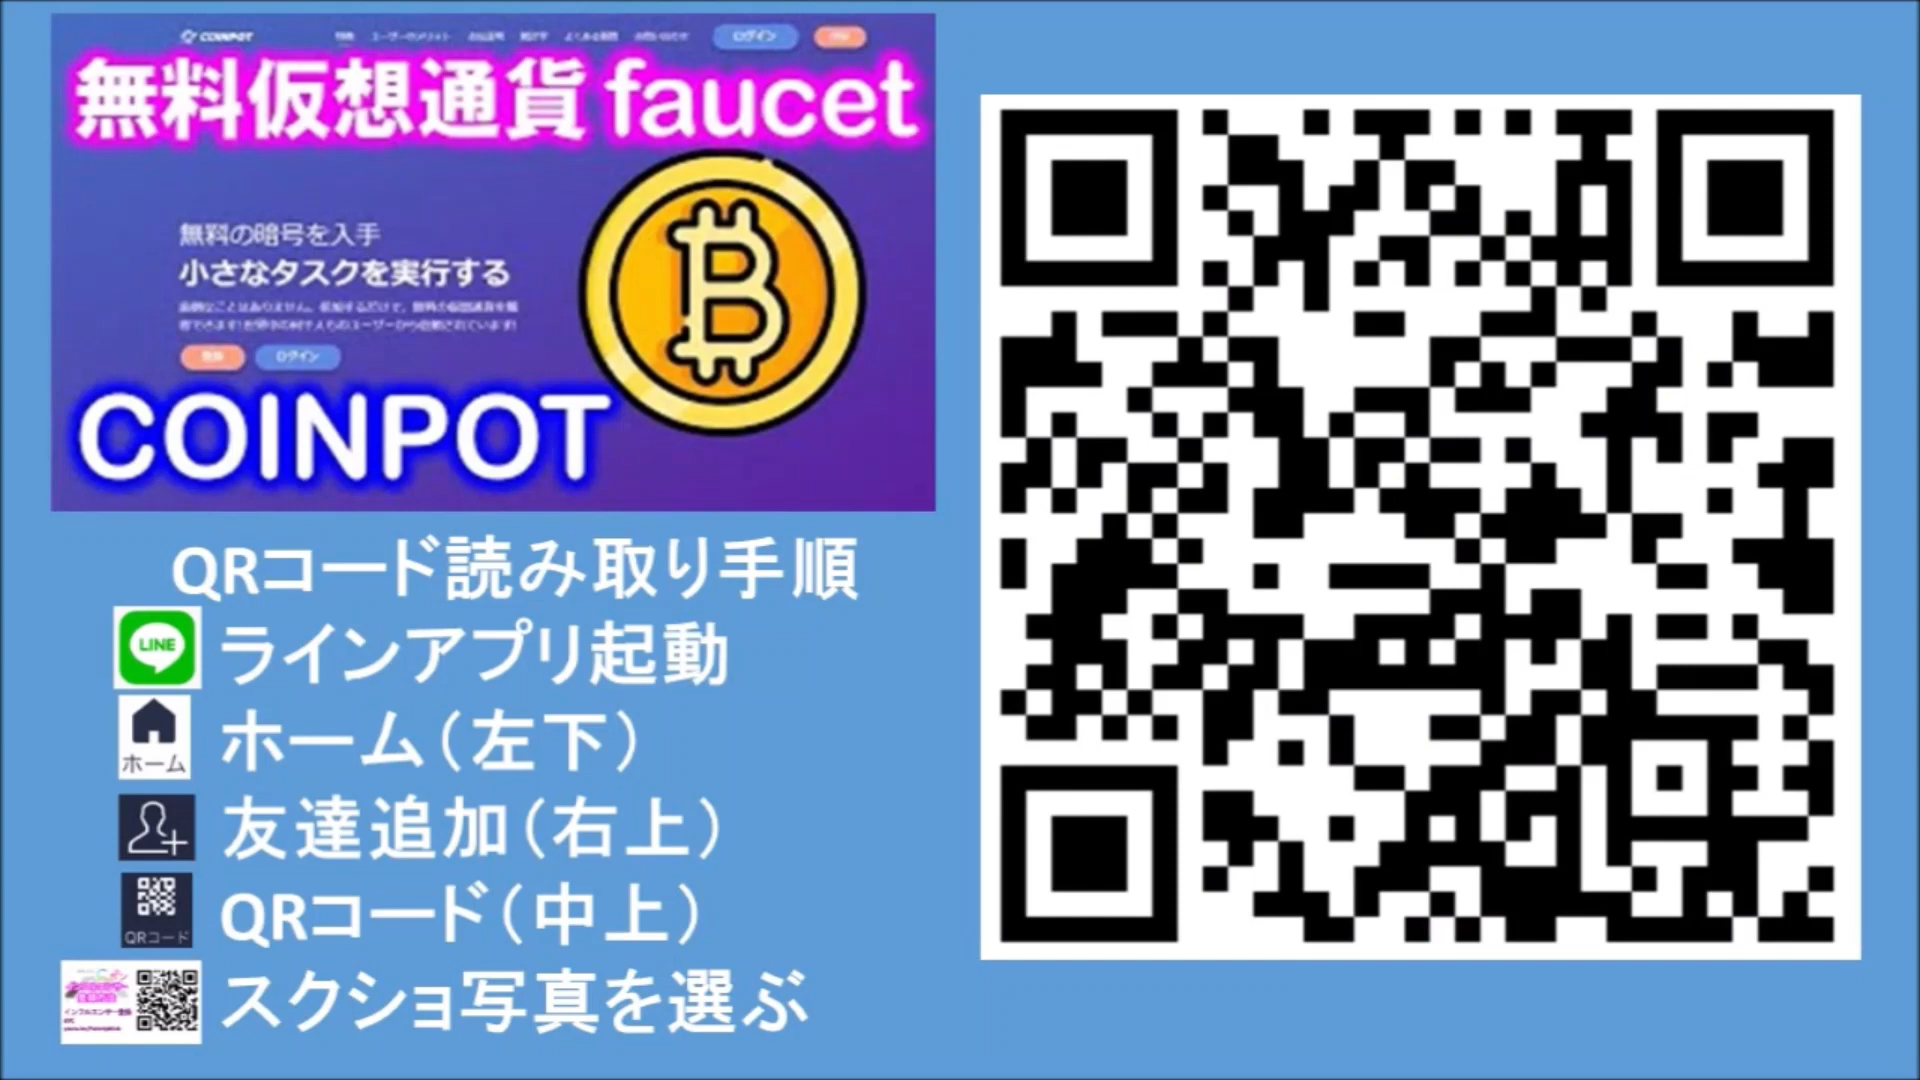 COINPOT
ログイン
無料仮想通貨 faucet
無料の暗号を入手
小さなタスクを実行する
登録 ログイン
COINPOT
QRコード読み取り手順
LINE ラインアプリ起動
ホーム ホーム（左下）
友達追加（右上）
QRコード QRコード（中上）
スクショ写真を選ぶ